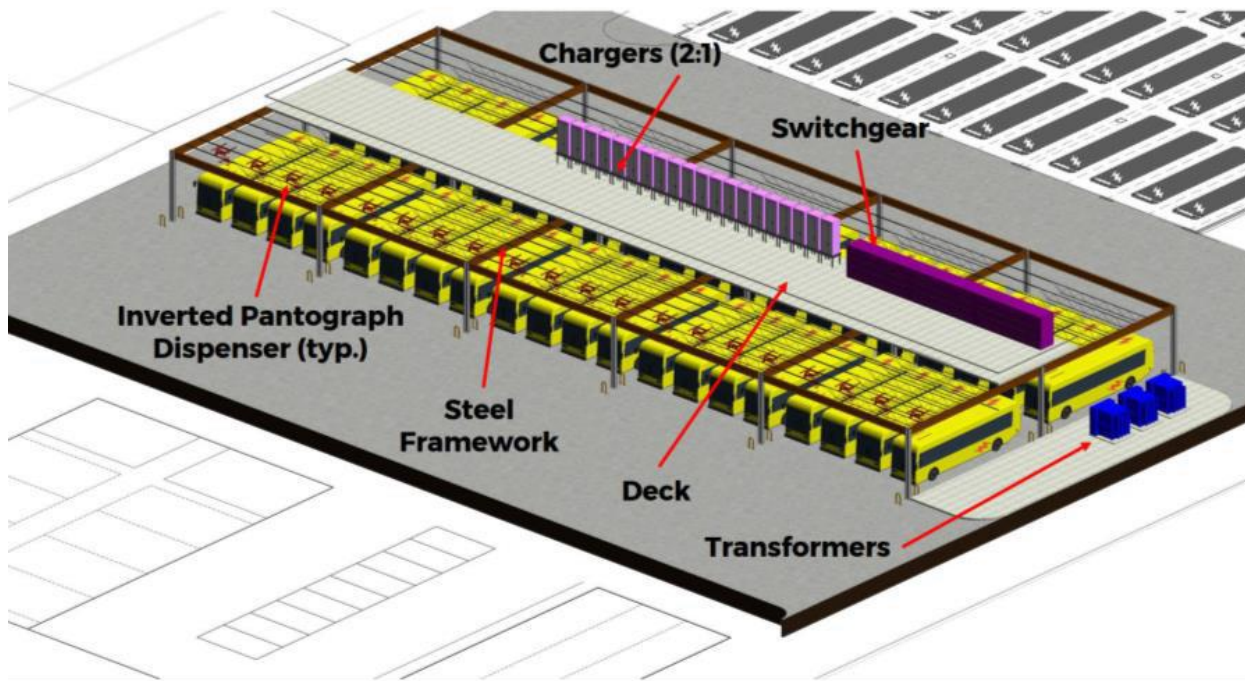 Chargers (2:1)
Switchgear
Inverted Pantograph
Dispenser (typ.)
Steel
Framework
Deck
Transformers